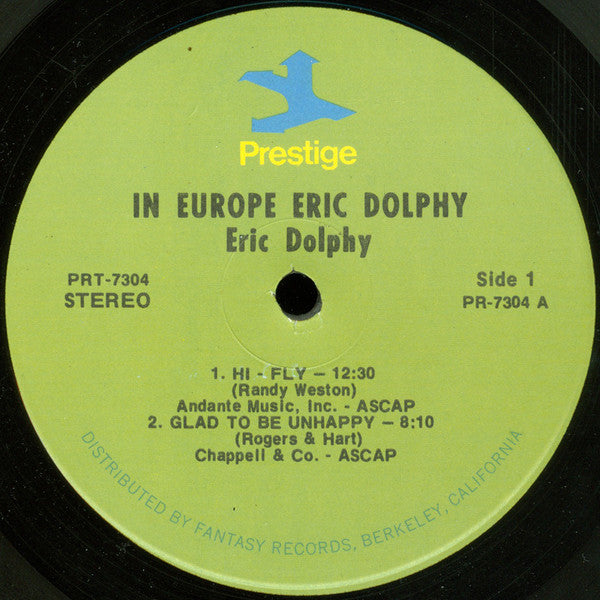 Prestige
IN EUROPE ERIC DOLPHY
Eric Dolphy
PRT-7304
STEREO
Side 1
PR-7304 A
1. HI - FLY – 12:30
(Randy Weston)
Andante Music, Inc. - ASCAP
2. GLAD TO BE UNHAPPY – 8:10
(Rogers & Hart)
Chappell & Co. - ASCAP
DISTRIBUTED BY FANTASY RECORDS, BERKELEY, CALIFORNIA